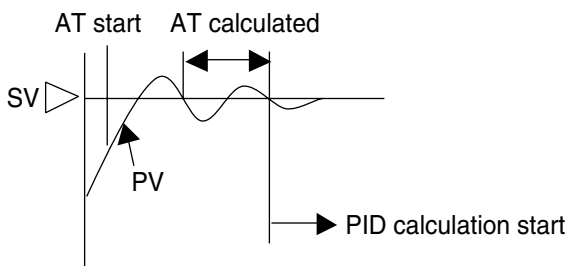 AT start
AT calculated
SV
PV
PID calculation start